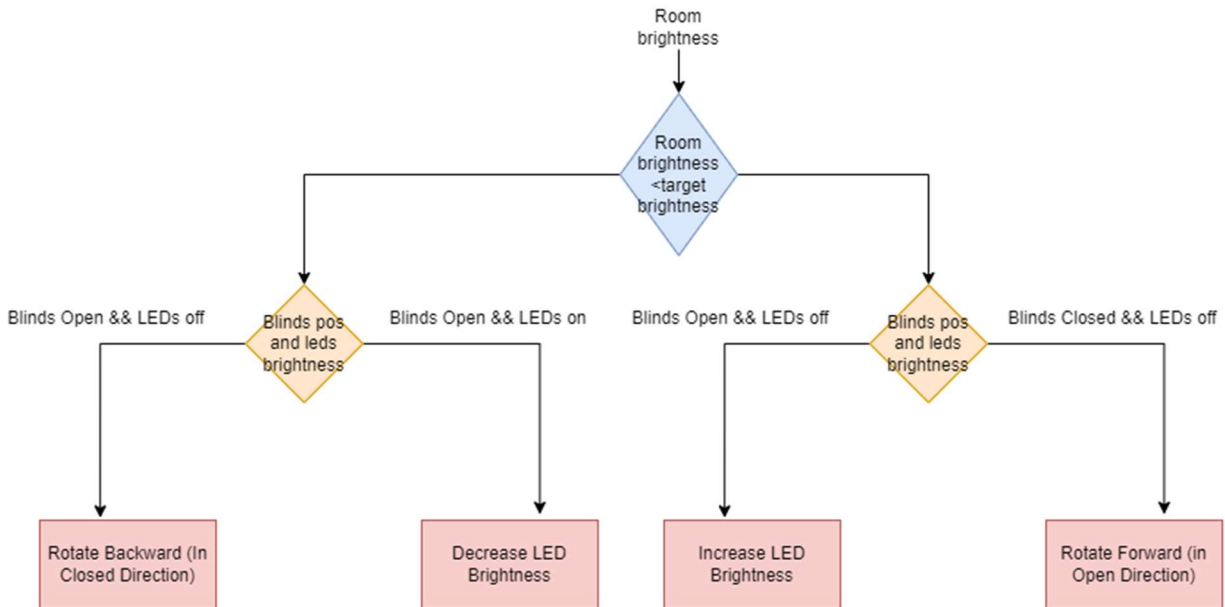 Room
brightness
Room
brightness
<target
brightness
Blinds Open && LEDs off
Blinds pos
and leds
brightness
Blinds Open && LEDs on
Blinds Open && LEDs off
Blinds pos
and leds
brightness
Blinds Closed && LEDs off
Rotate Backward (In
Closed Direction)
Decrease LED
Brightness
Increase LED
Brightness
Rotate Forward (in
Open Direction)